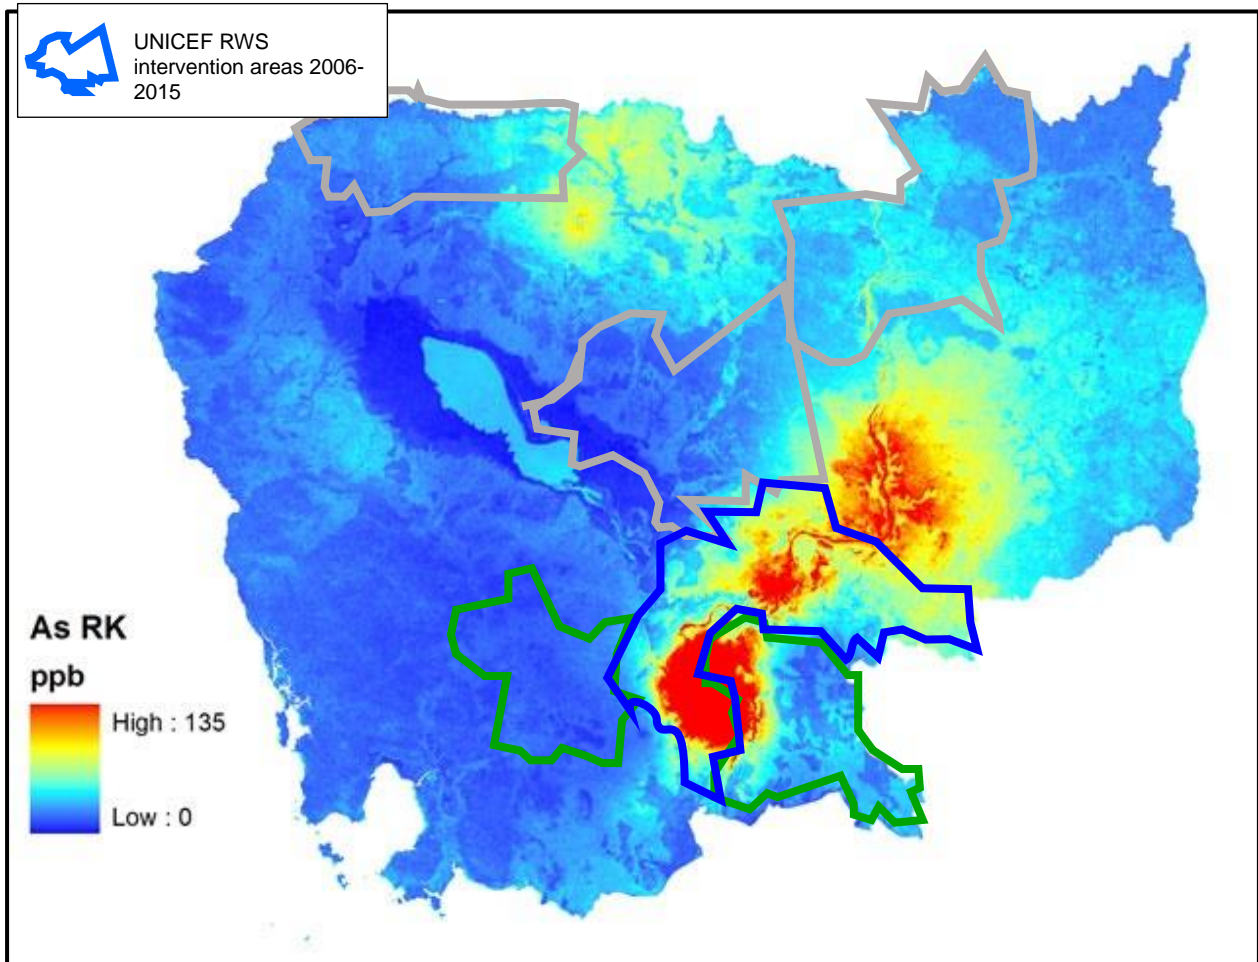 UNICEF RWS
intervention areas 2006-
2015
As RK
ppb
High : 135
Low : 0